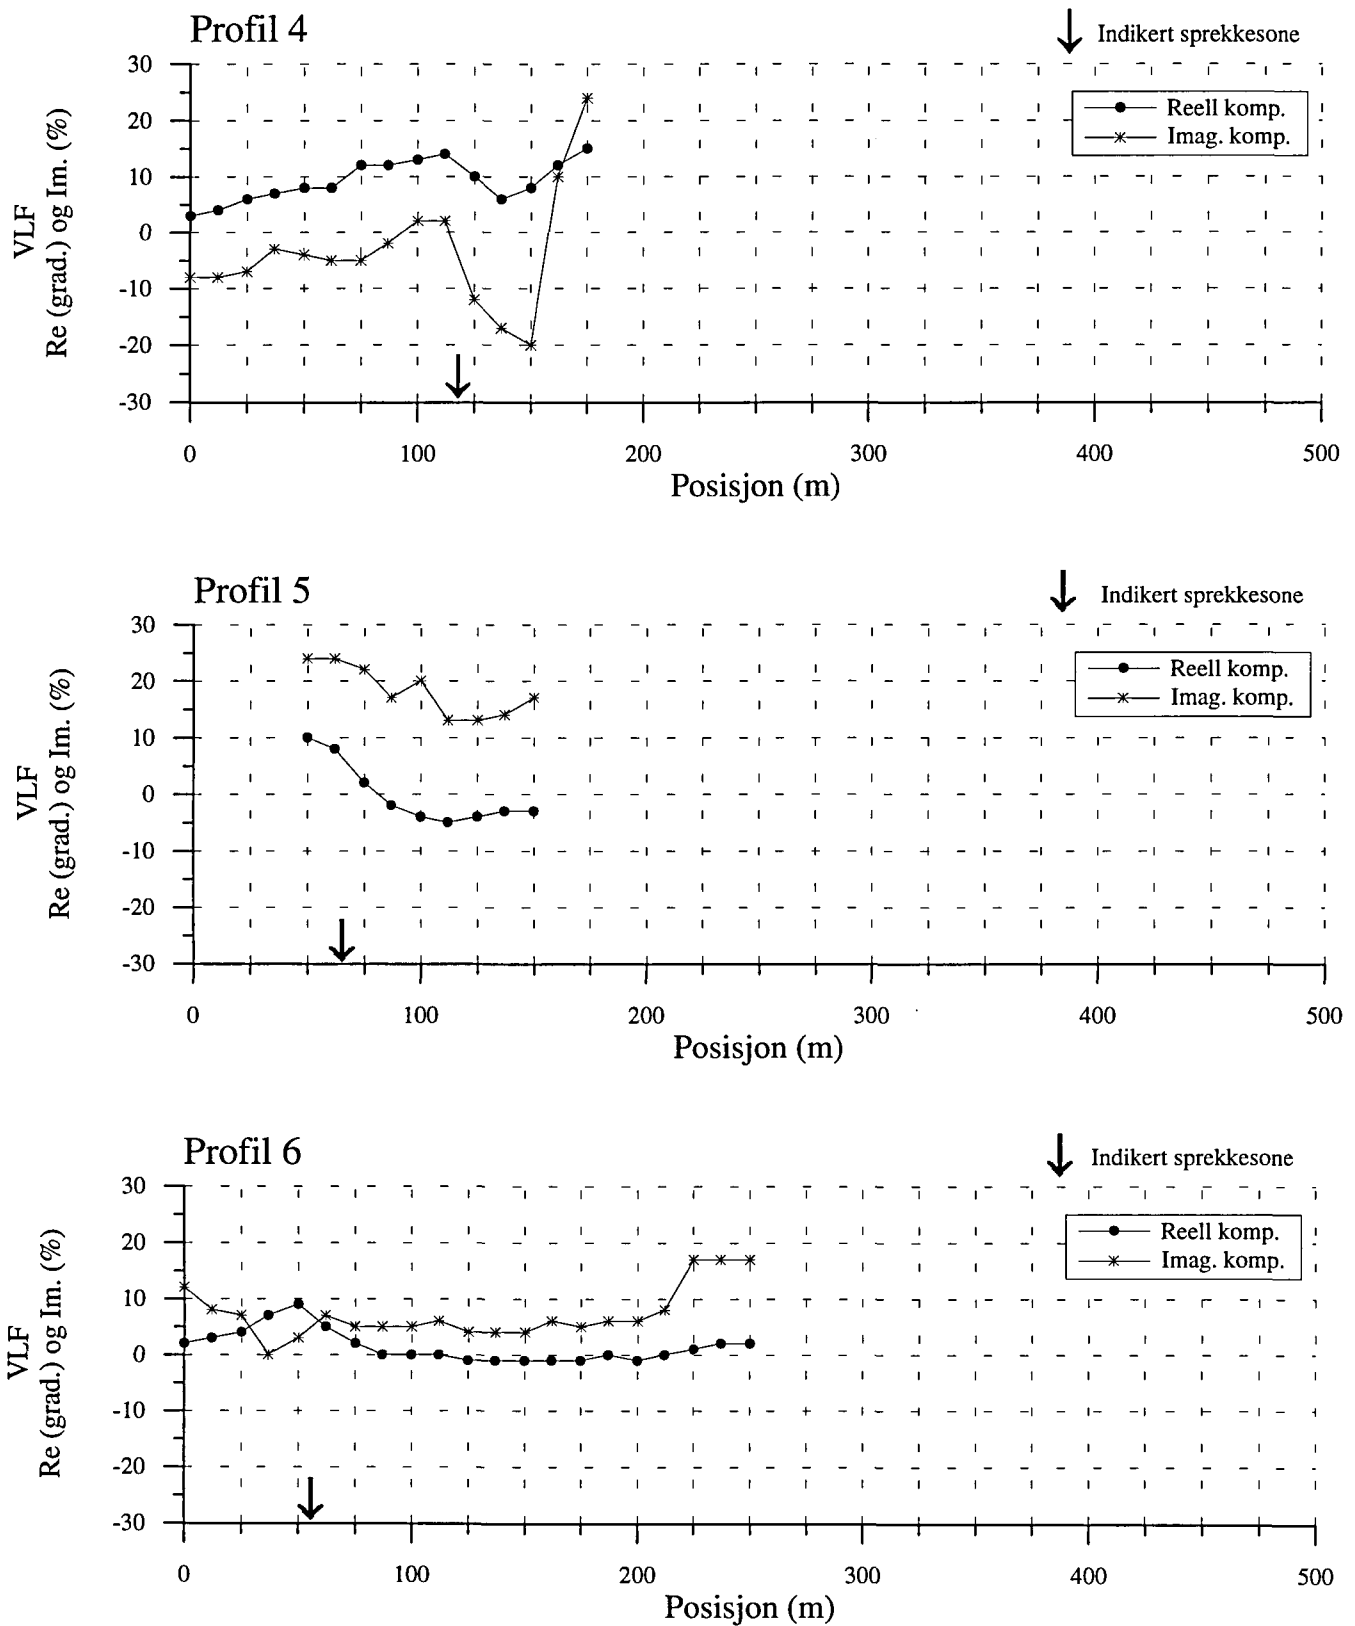 Profil 4
Indikert sprekkesone
Reell komp.
Imag. komp.
VLF
Re (grad.) og Im. (%)
30
20
10
0
-10
-20
-30
0 100 200 300 400 500
Posisjon (m)
Profil 5
Indikert sprekkesone
Reell komp.
Imag. komp.
VLF
Re (grad.) og Im. (%)
30
20
10
0
-10
-20
-30
0 100 200 300 400 500
Posisjon (m)
Profil 6
Indikert sprekkesone
Reell komp.
Imag. komp.
VLF
Re (grad.) og Im. (%)
30
20
10
0
-10
-20
-30
0 100 200 300 400 500
Posisjon (m)